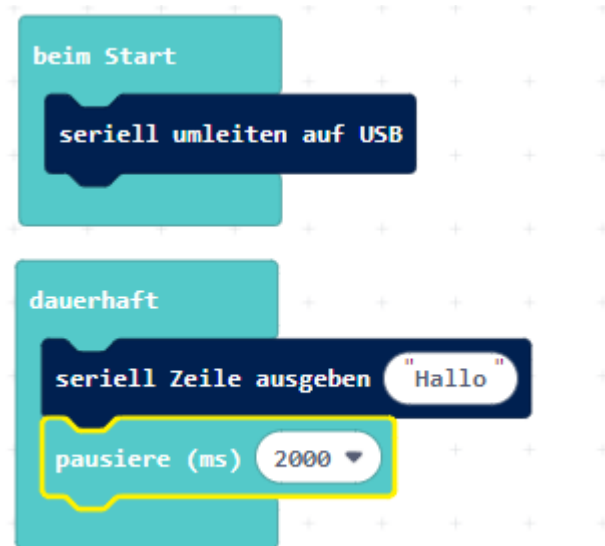 beim Start
seriell umleiten auf USB
dauerhaft
seriell Zeile ausgeben "Hallo"
pausiere (ms) 2000